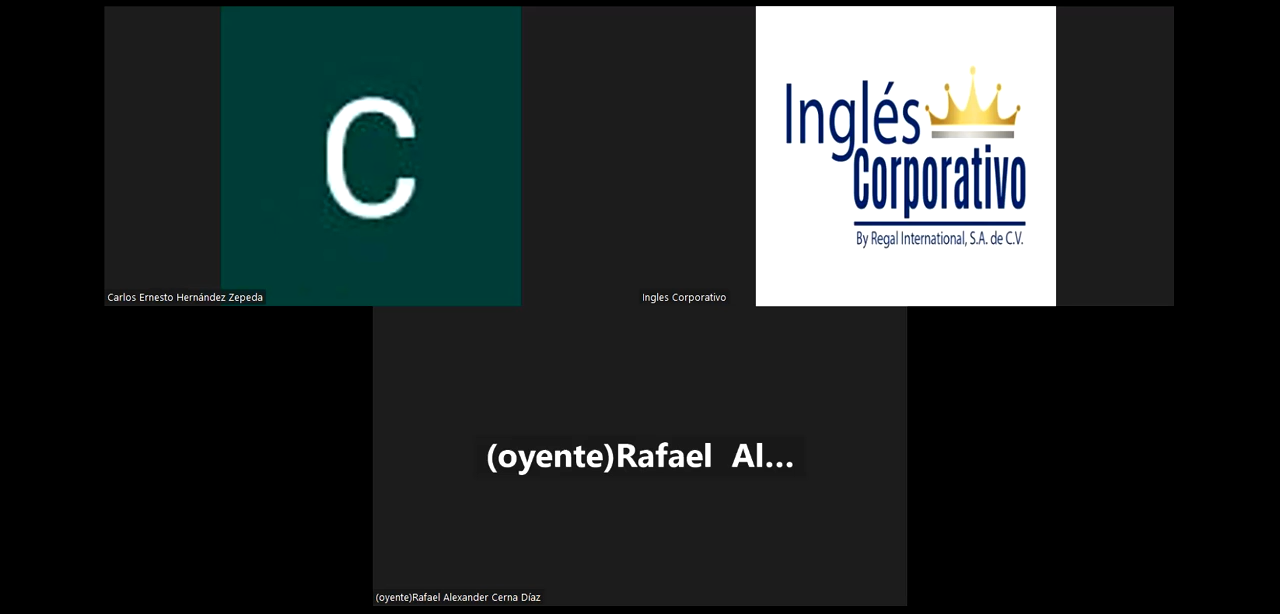 C
Inglés
Corporativo
By Regal International, S.A. de C.V.
Carlos Ernesto Hernández Zepeda
Ingles Corporativo
(oyente)Rafael Al...
(oyente)Rafael Alexander Cerna Díaz